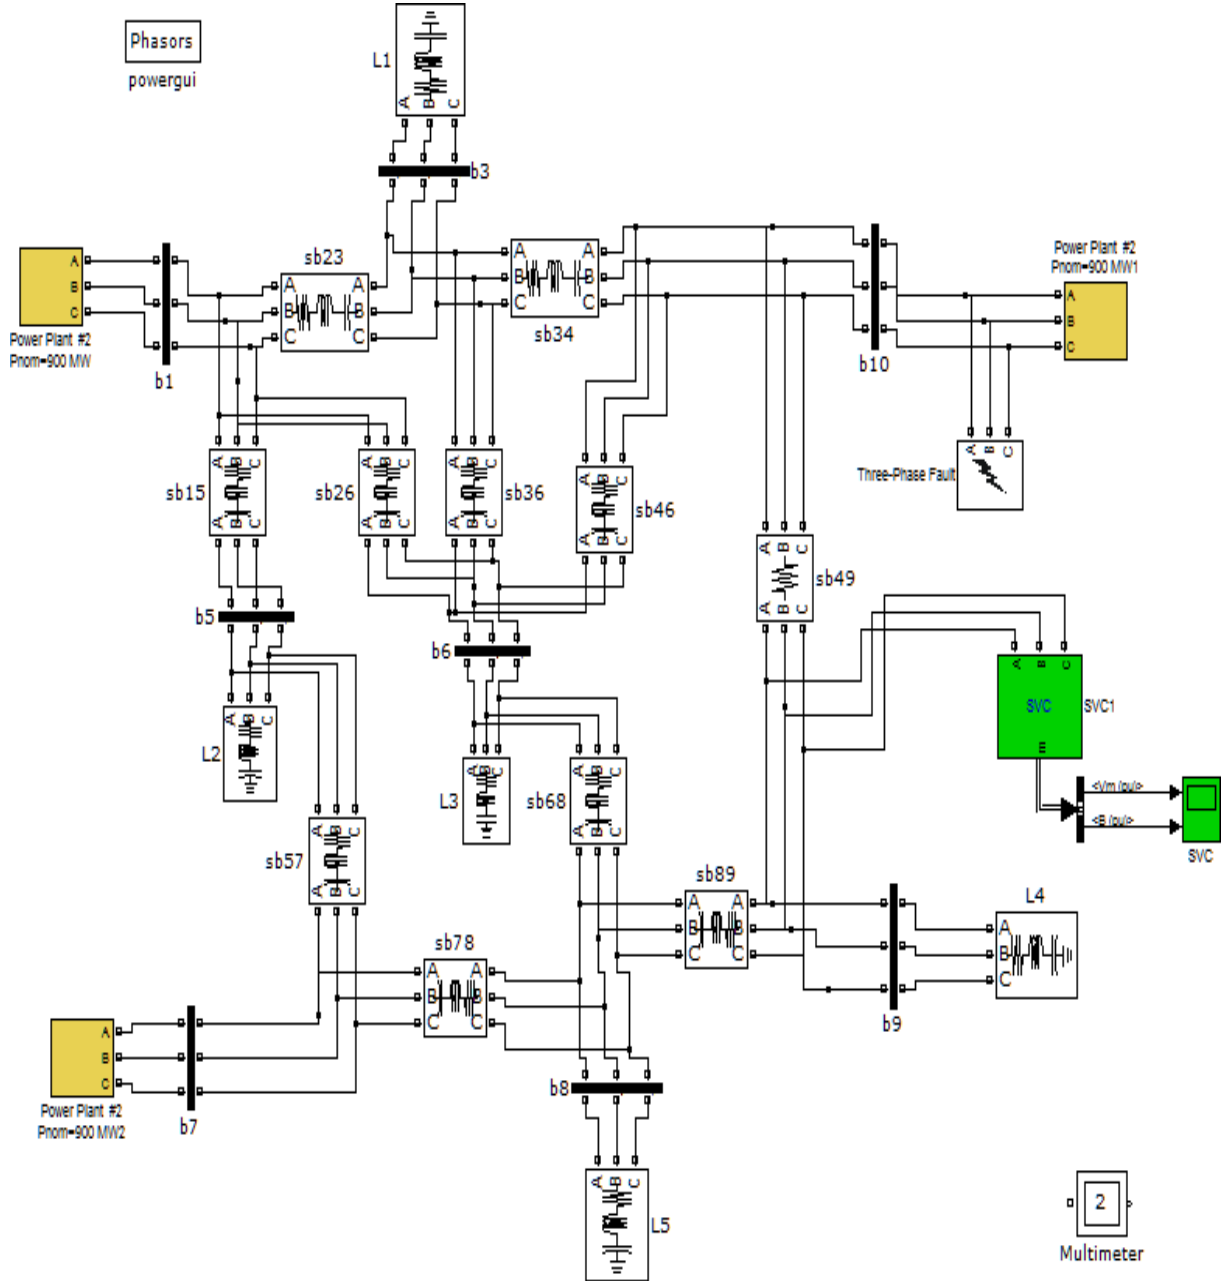 Phasors
powergui
L1
A B C
b3
A
B
C
Power Plant #2
Pnom=900 MW
b1
sb23
A A
B B
C C
A A
B B
C C
sb34
b10
Power Plant #2
Pnom=900 MW1
A
B
C
A B C
Three-Phase Fault
A B C
sb15
A B C
A B C
sb26
A B C
A B C
sb36
A B C
A B C
sb46
A B C
A B C
sb49
A B C
b5
b6
A B C
SVC
SVC1
A B C
L2
A B C
L3
A B C
sb68
A B C
<Vm (pu)>
<B (pu)>
SVC
A B C
sb57
A B C
sb89
A A
B B
C C
L4
A
B
C
b9
sb78
A A
B B
C C
A
B
C
Power Plant #2
Pnom=900 MW2
b7
b8
A B C
L5
2
Multimeter